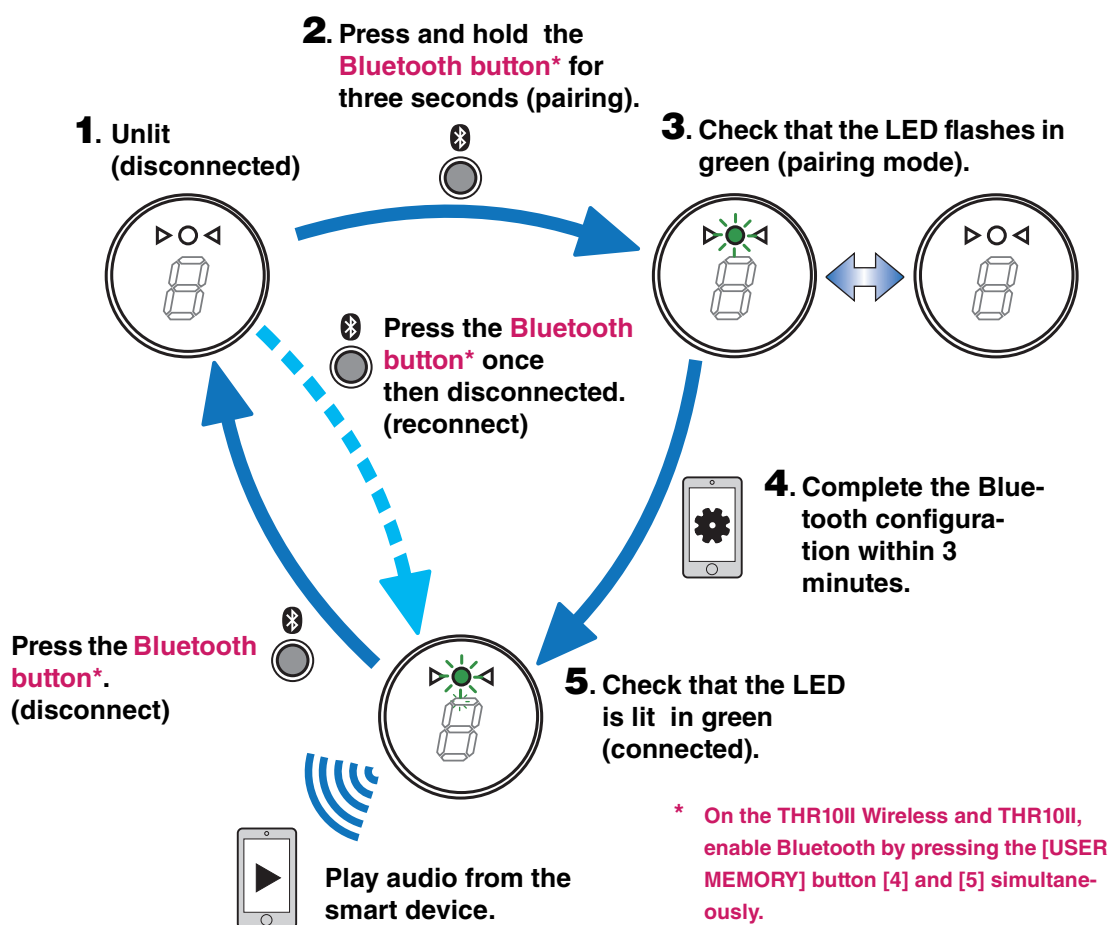 2. Press and hold the
Bluetooth button* for
three seconds (pairing).
1. Unlit
(disconnected)
3. Check that the LED flashes in
green (pairing mode).
Press the Bluetooth
button* once
then disconnected.
(reconnect)
4. Complete the Blue-
tooth configura-
tion within 3
minutes.
Press the Bluetooth
button*.
(disconnect)
5. Check that the LED
is lit in green
(connected).
Play audio from the
smart device.
* On the THR10II Wireless and THR10II,
enable Bluetooth by pressing the [USER
MEMORY] button [4] and [5] simultane-
ously.